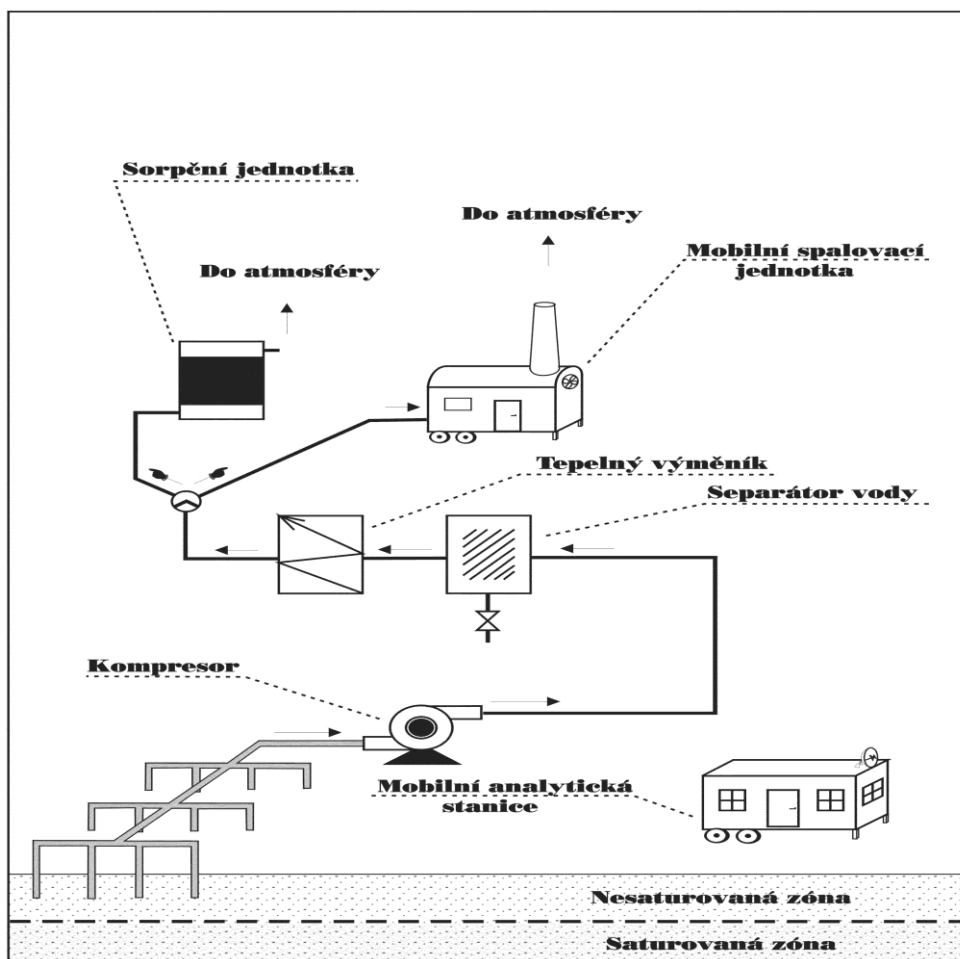 Sorpční jednotka
Do atmosféry
Mobilní spalovací
jednotka
Do atmosféry
Tepelný výměník
Separátor vody
Kompresor
Mobilní analytická
stanice
Nesaturovaná zóna
Saturovaná zóna